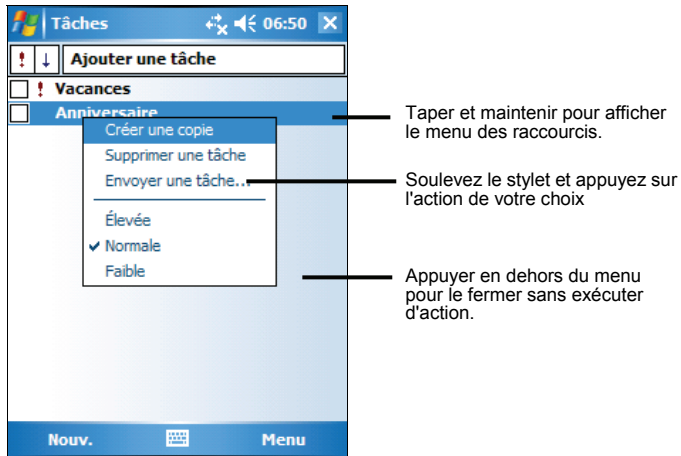 Tâches 06:50
! ↓ Ajouter une tâche
! Vacances
Anniversaire
Créer une copie
Supprimer une tâche
Envoyer une tâche...
Élevée
✓ Normale
Faible
Nouv. Menu
Taper et maintenir pour afficher
le menu des raccourcis.
Soulevez le stylet et appuyez sur
l'action de votre choix
Appuyer en dehors du menu
pour le fermer sans exécuter
d'action.